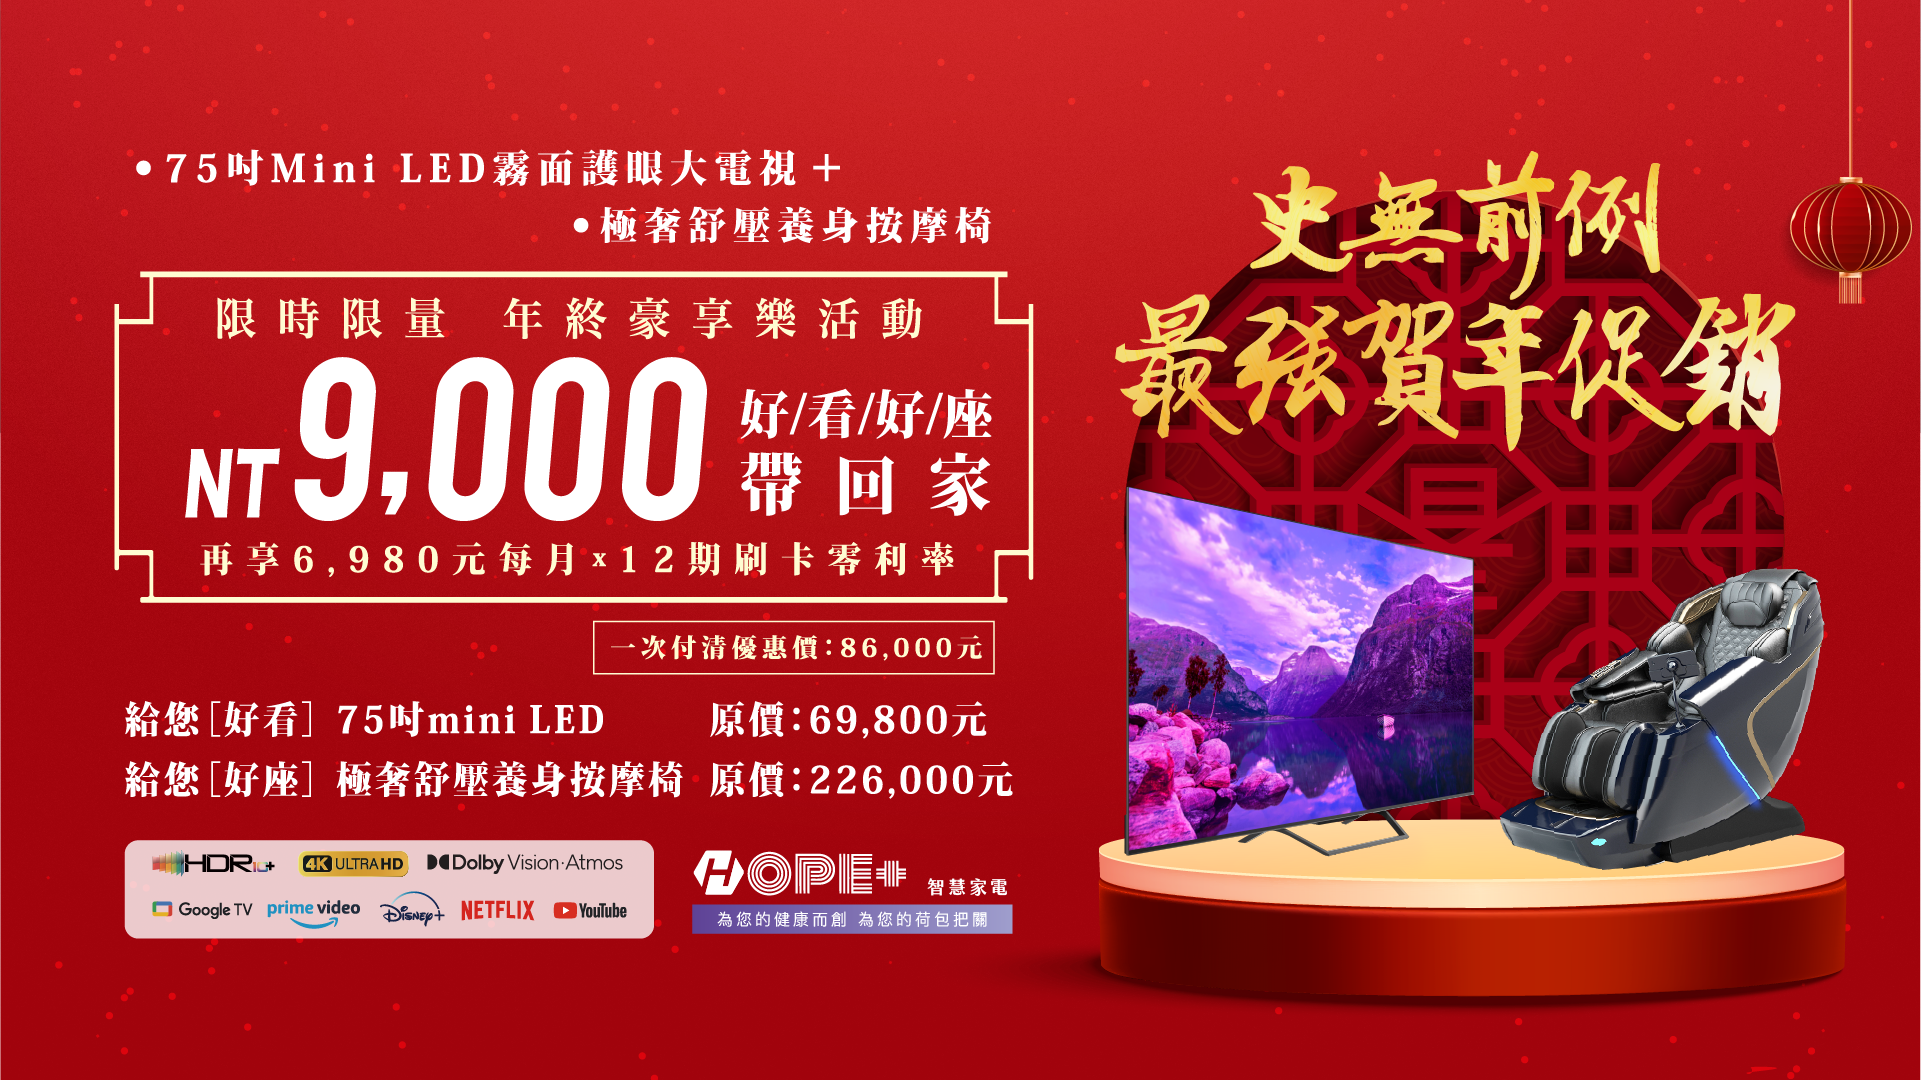 •75吋Mini LED霧面護眼大電視＋
•極奢舒壓養身按摩椅
限時限量 年終豪享樂活動
NT9,000
好/看/好/座
帶回家
再享6,980元每月x12期刷卡零利率
一次付清優惠價:86,000元
給您[好看] 75吋mini LED 原價:69,800元
給您[好座] 極奢舒壓養身按摩椅 原價:226,000元
HDR10+ 4K ULTRA HD Dolby Vision·Atmos
Google TV prime video Disney+ NETFLIX YouTube
HOPE+ 智慧家電
為您的健康而創 為您的荷包把關
史無前例
最強賀年促銷